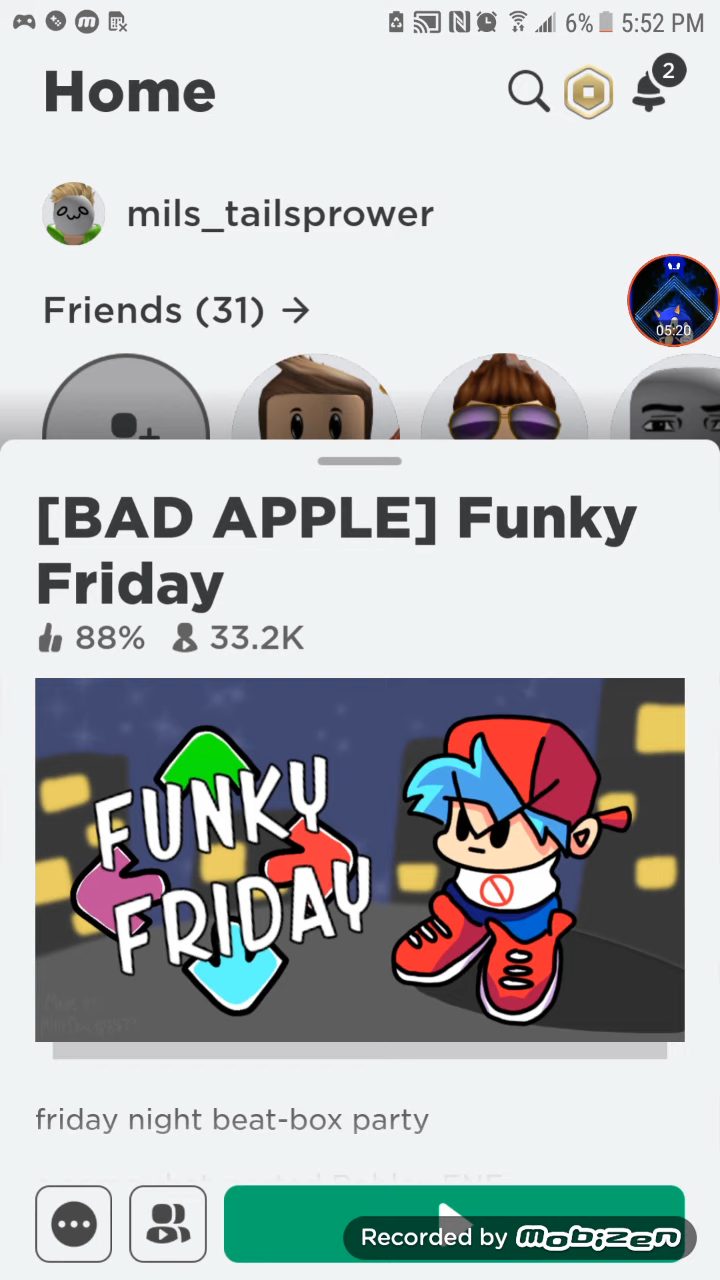 6% 5:52 PM
Home
2
mils_tailsprower
Friends (31) →
05:20
[BAD APPLE] Funky
Friday
88% 33.2K
FUNKY
FRIDAY
friday night beat-box party
Recorded by mobizen